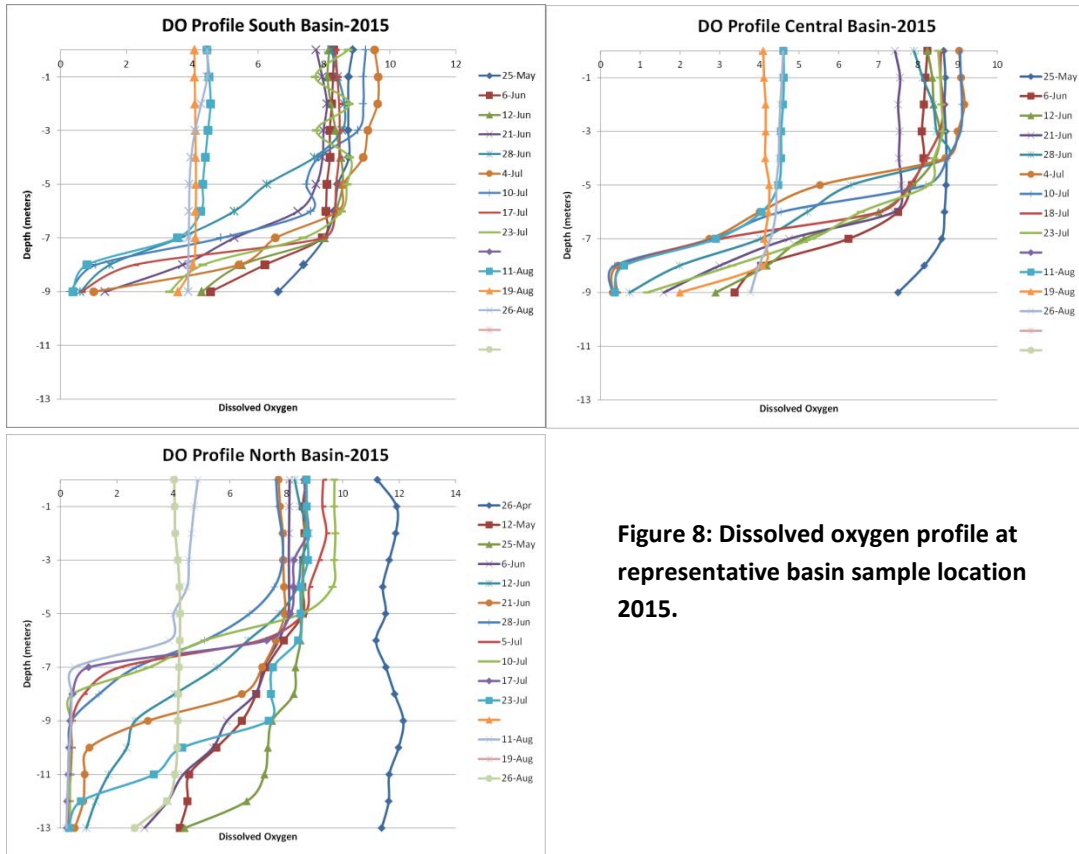 DO Profile South Basin-2015
0 2 4 6 8 10 12
-1
-3
-5
-7
-9
-11
-13
Depth (meters)
Dissolved Oxygen
25-May
6-Jun
12-Jun
21-Jun
28-Jun
4-Jul
10-Jul
17-Jul
23-Jul
11-Aug
19-Aug
26-Aug
DO Profile Central Basin-2015
0 1 2 3 4 5 6 7 8 9 10
-1
-3
-5
-7
-9
-11
-13
Depth (meters)
Dissolved Oxygen
25-May
6-Jun
12-Jun
21-Jun
28-Jun
4-Jul
10-Jul
18-Jul
23-Jul
11-Aug
19-Aug
26-Aug
DO Profile North Basin-2015
0 2 4 6 8 10 12 14
-1
-3
-5
-7
-9
-11
-13
Depth (meters)
Dissolved Oxygen
26-Apr
12-May
25-May
6-Jun
12-Jun
21-Jun
28-Jun
5-Jul
10-Jul
17-Jul
23-Jul
11-Aug
19-Aug
26-Aug
Figure 8: Dissolved oxygen profile at
representative basin sample location
2015.